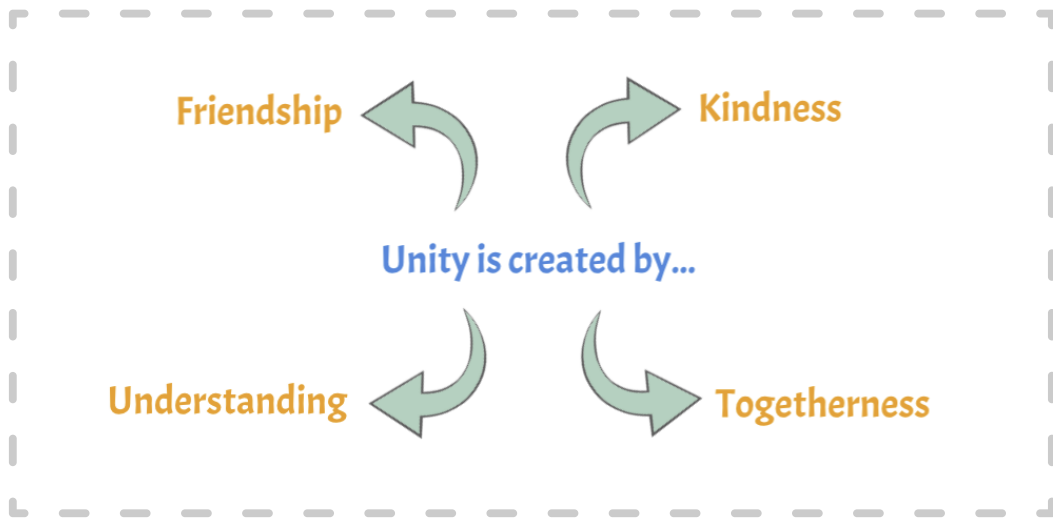 Friendship
Kindness
Unity is created by...
Understanding
Togetherness